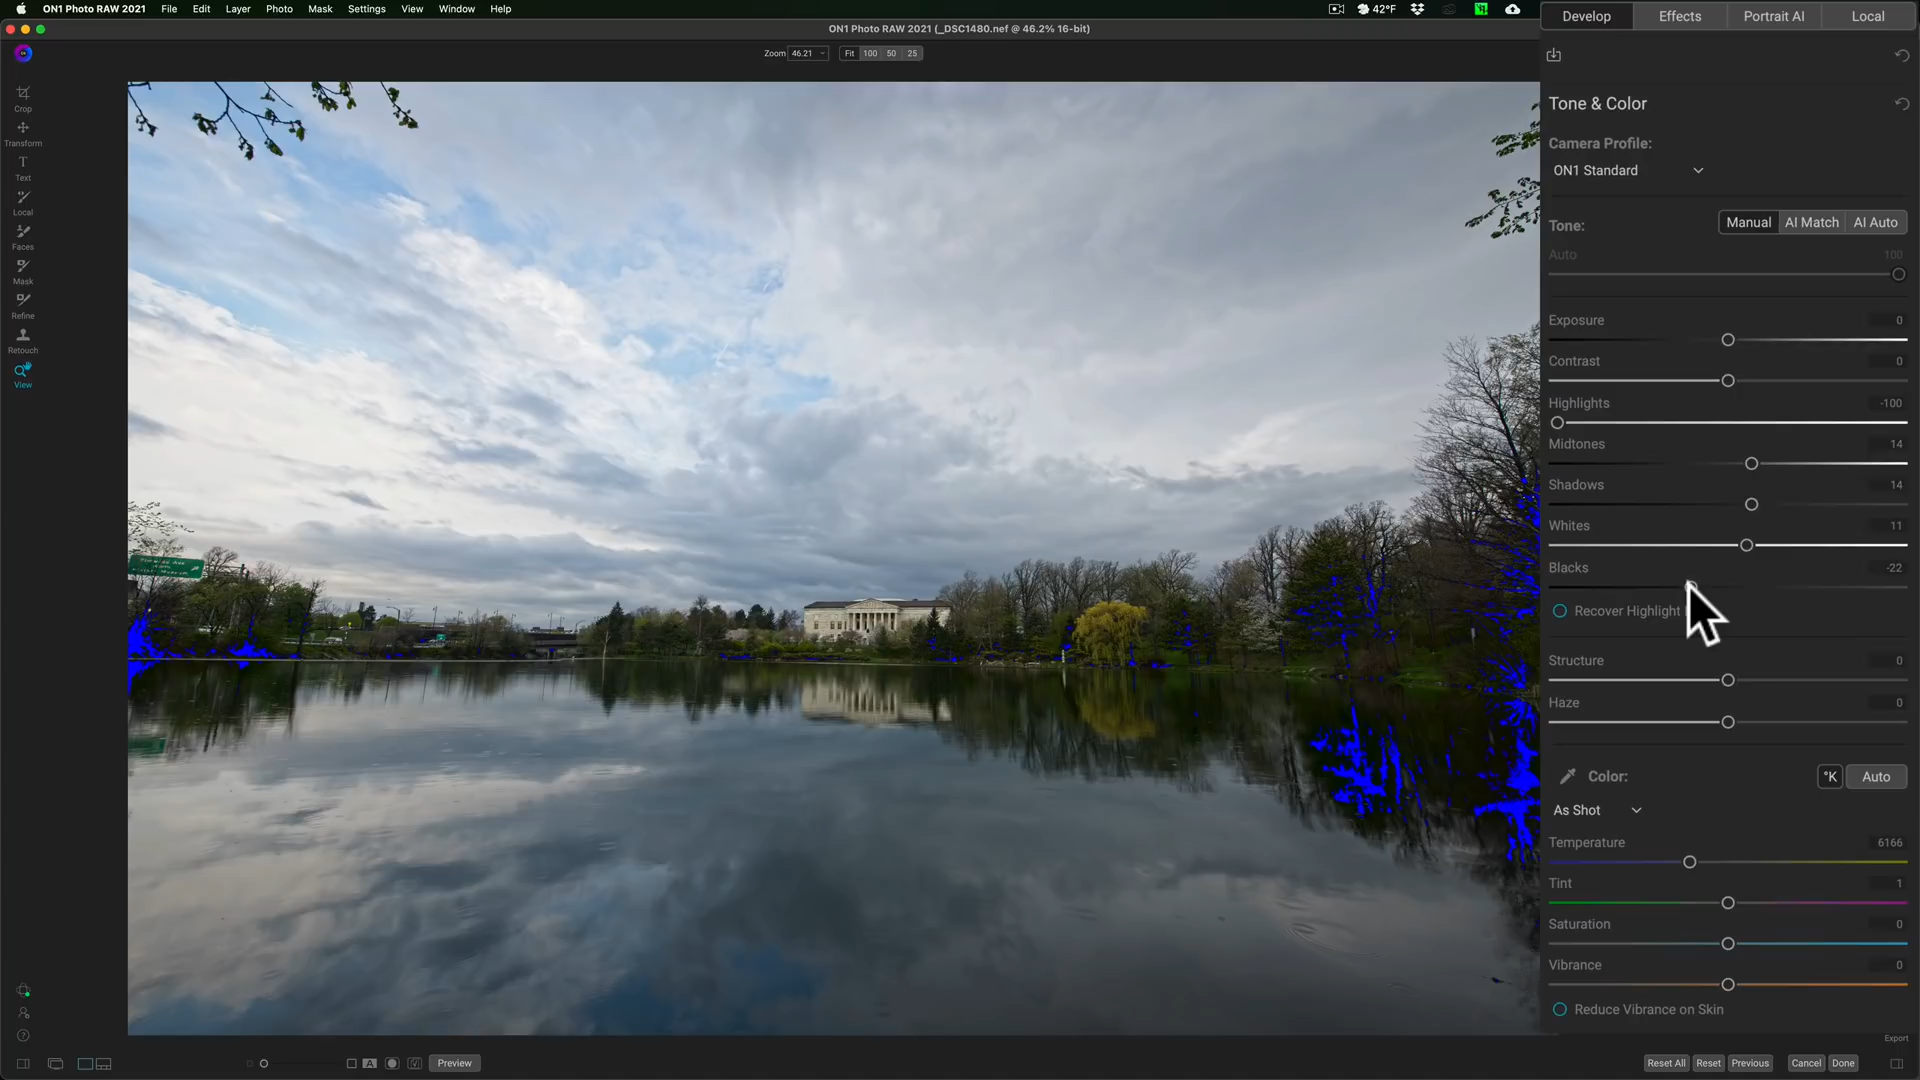 ON1 Photo RAW 2021 File Edit Layer Photo Mask Settings View Window Help 42°F
ON1 Photo RAW 2021 (_DSC1480.nef @ 46.2% 16-bit)
Zoom 46.21 Fit 100 50 25
Develop Effects Portrait AI Local
Crop
Transform
Text
Local
Faces
Mask
Refine
Retouch
View
Tone & Color
Camera Profile:
ON1 Standard
Tone: Manual AI Match AI Auto
Auto 100
Exposure 0
Contrast 0
Highlights -100
Midtones 14
Shadows 14
Whites 11
Blacks -22
Recover Highlight
Structure 0
Haze 0
Color: °K Auto
As Shot
Temperature 6166
Tint 1
Saturation 0
Vibrance 0
Reduce Vibrance on Skin
Export
A Preview
Reset All Reset Previous Cancel Done